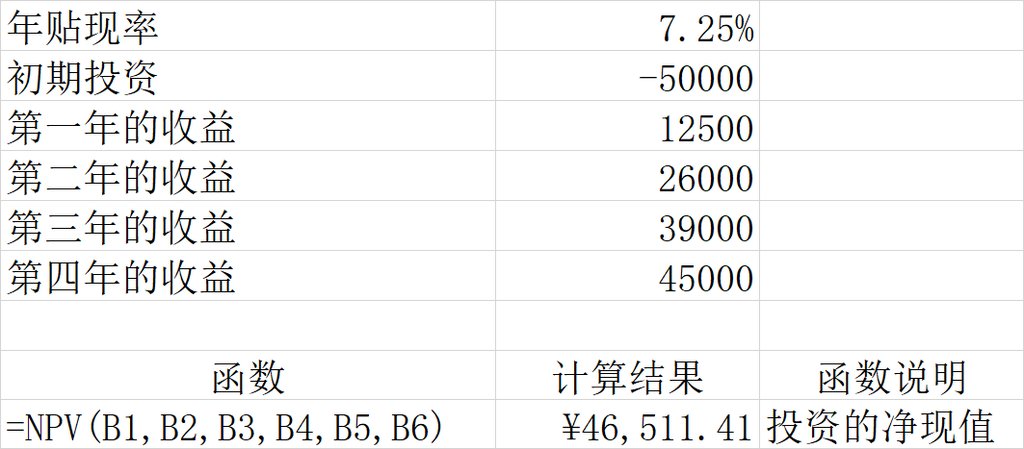 年贴现率 7.25%
初期投资 -50000
第一年的收益 12500
第二年的收益 26000
第三年的收益 39000
第四年的收益 45000
函数 计算结果 函数说明
=NPV(B1,B2,B3,B4,B5,B6) ¥46,511.41 投资的净现值